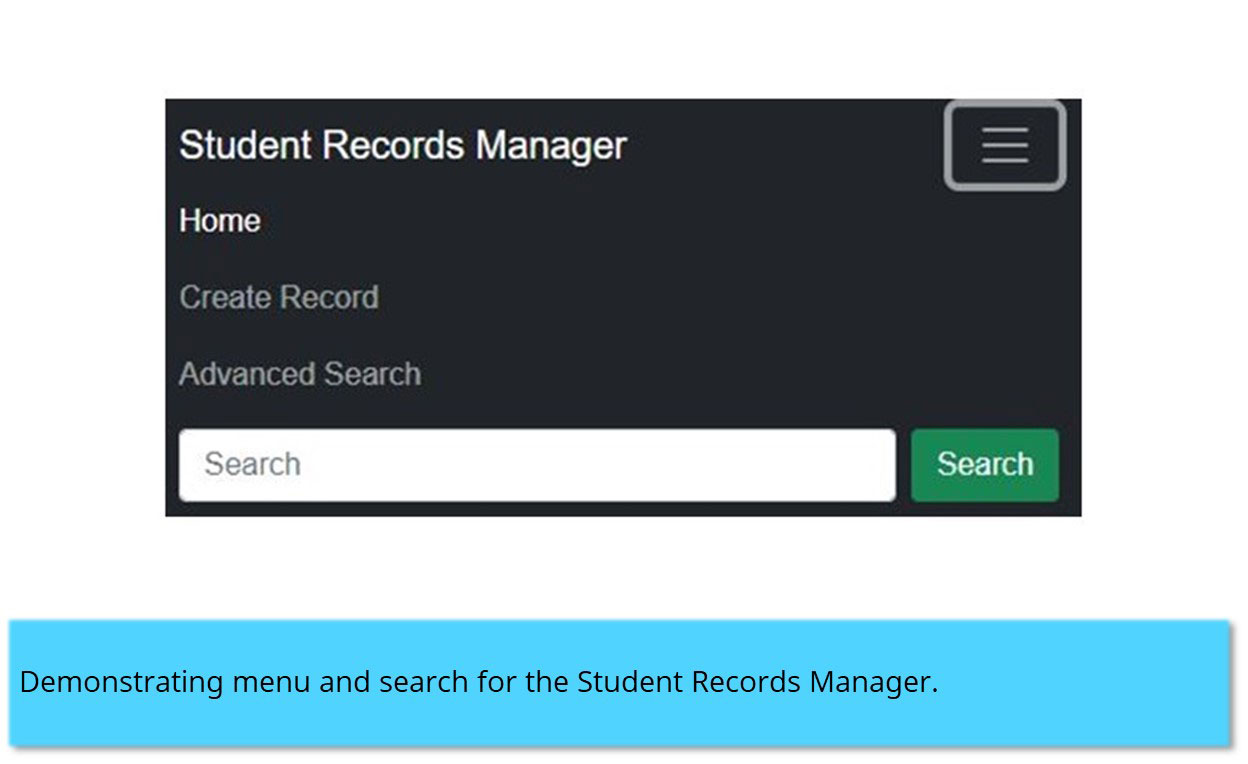 Student Records Manager
Home
Create Record
Advanced Search
Search Search
Demonstrating menu and search for the Student Records Manager.